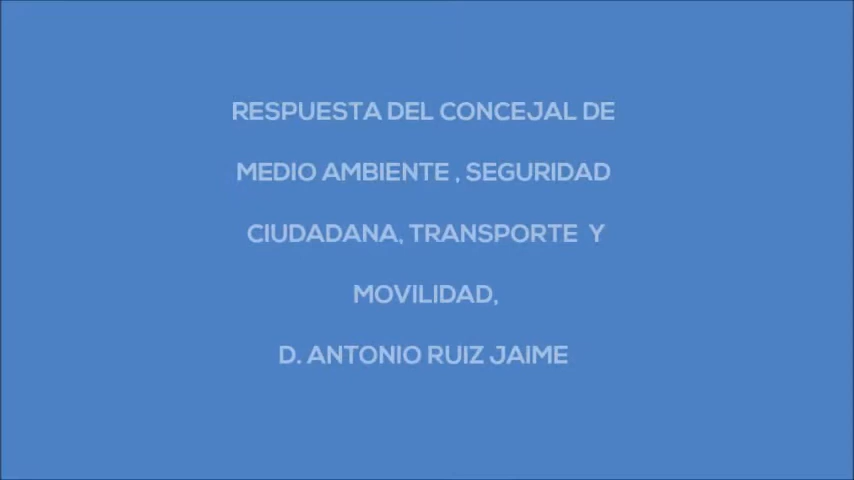 RESPUESTA DEL CONCEJAL DE
MEDIO AMBIENTE , SEGURIDAD
CIUDADANA, TRANSPORTE Y
MOVILIDAD,
D. ANTONIO RUIZ JAIME